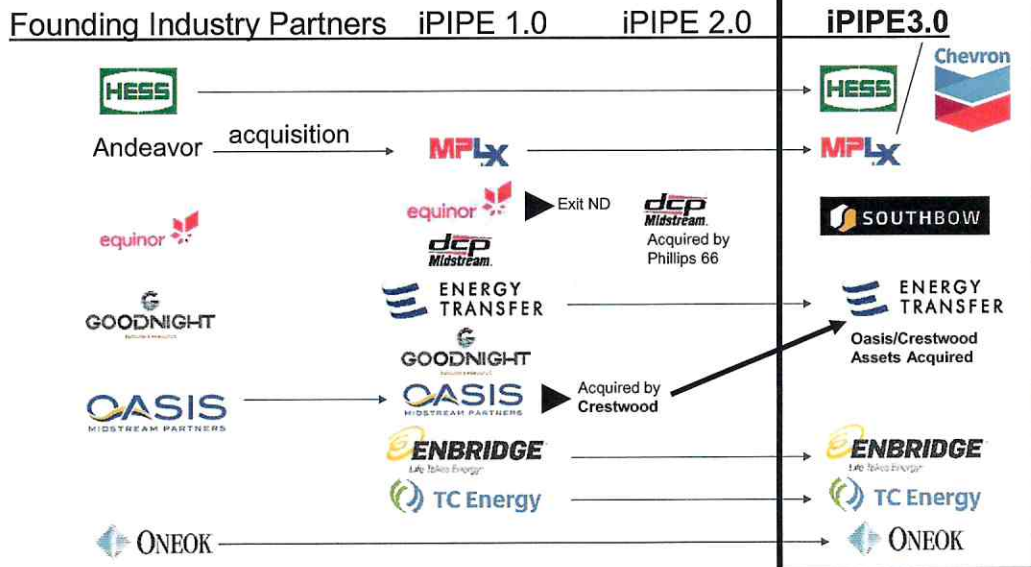 Founding Industry Partners iPIPE 1.0 iPIPE 2.0 iPIPE3.0
Chevron
HESS
HESS
Andeavor acquisition MPLX MPLX
equinor
equinor Exit ND
dcp
Midstream.
Acquired by
Phillips 66
SOUTHBOW
dcp
Midstream.
GOODNIGHT
ENERGY
TRANSFER
ENERGY
TRANSFER
Oasis/Crestwood
Assets Acquired
GOODNIGHT
OASIS
MIDSTREAM PARTNERS
OASIS
MIDSTREAM PARTNERS
Acquired by
Crestwood
ENBRIDGE
Life Takes Energy
ENBRIDGE
Life Takes Energy
TC Energy TC Energy
ONEOK ONEOK